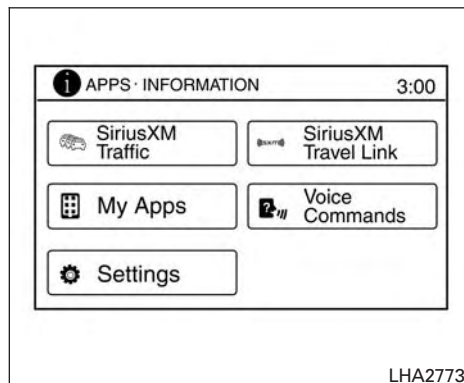 i APPS · INFORMATION 3:00
SiriusXM
Traffic
SiriusXM
Travel Link
My Apps
Voice
Commands
Settings
LHA2773